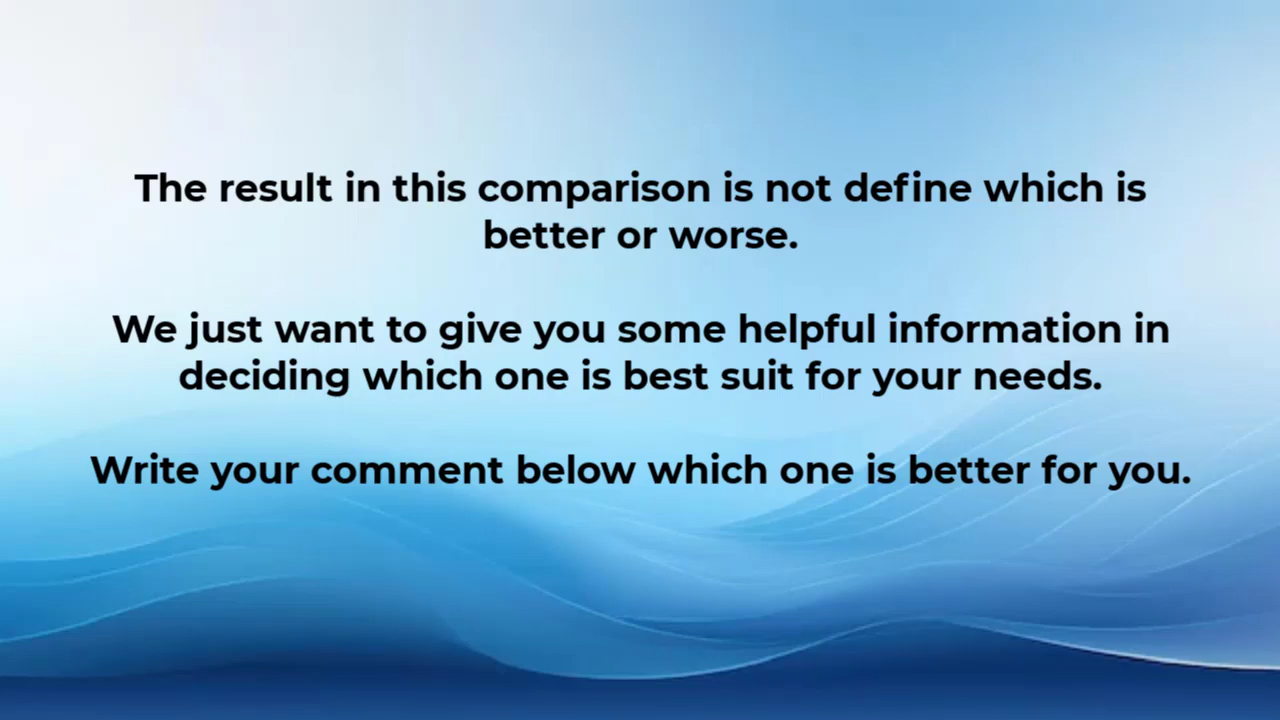 The result in this comparison is not define which is
better or worse.
We just want to give you some helpful information in
deciding which one is best suit for your needs.
Write your comment below which one is better for you.